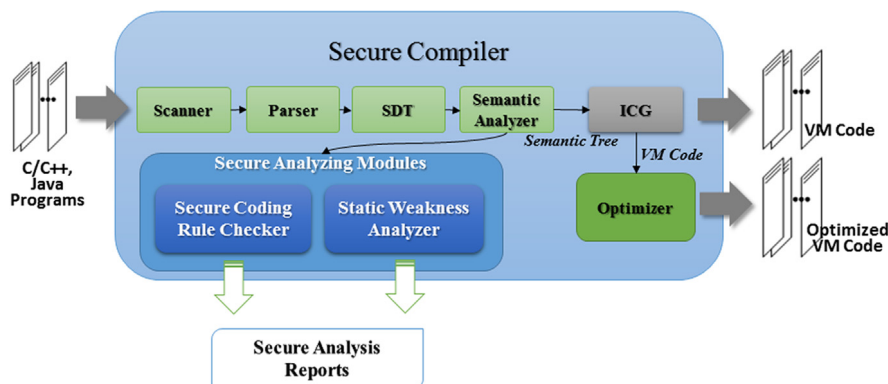 Secure Compiler
C/C++,
Java
Programs
Scanner
Parser
SDT
Semantic
Analyzer
ICG
Semantic Tree
VM Code
VM Code
Secure Analyzing Modules
Secure Coding
Rule Checker
Static Weakness
Analyzer
Optimizer
Optimized
VM Code
Secure Analysis
Reports